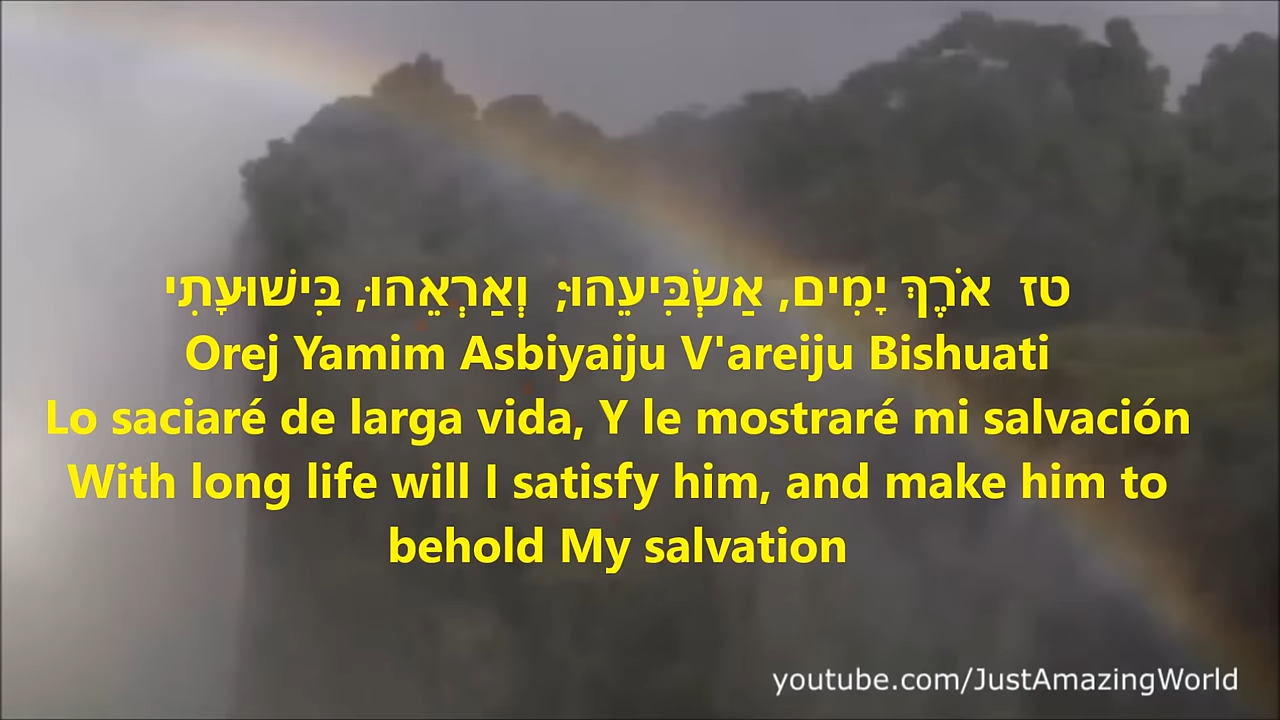 טז  אֹרֶךְ יָמִים, אַשְׂבִּיעֵהוּ;  וְאַרְאֵהוּ, בִּישׁוּעָתִי
Orej Yamim Asbiyaiju V'areiju Bishuati
Lo saciaré de larga vida, Y le mostraré mi salvación
With long life will I satisfy him, and make him to
behold My salvation
youtube.com/JustAmazingWorld